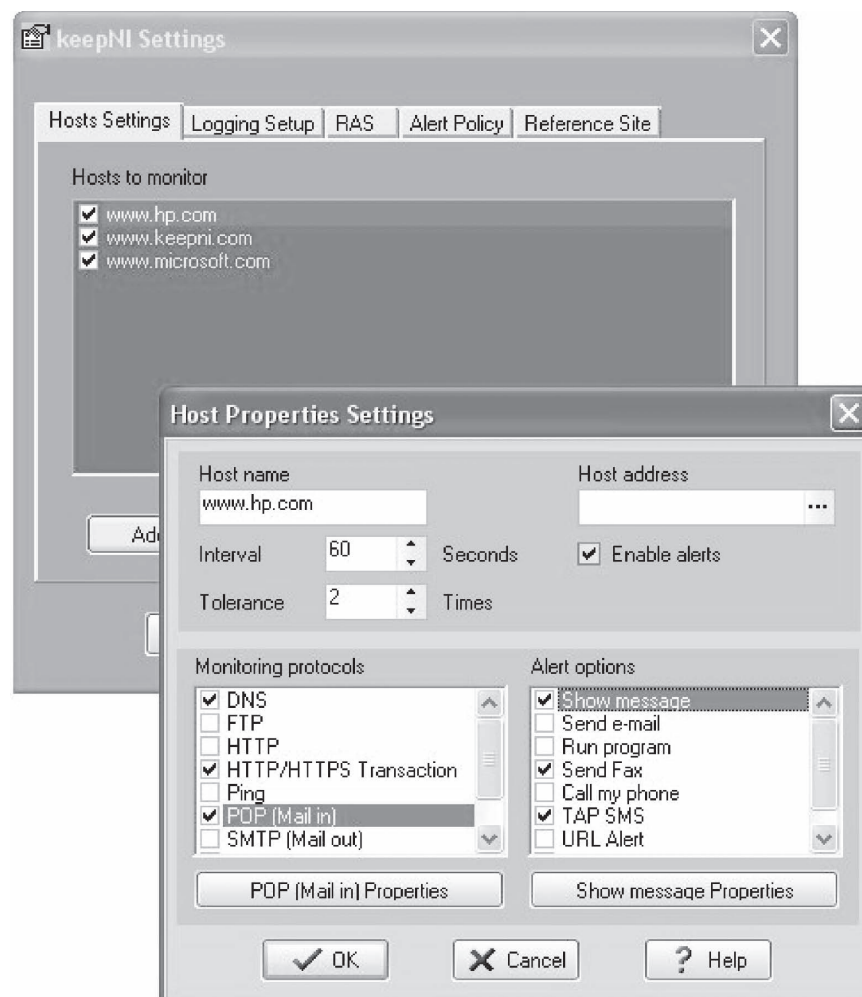 keepNI Settings
Hosts Settings Logging Setup RAS Alert Policy Reference Site
Hosts to monitor
www.hp.com
www.keepni.com
www.microsoft.com
Host Properties Settings
Host name Host address
www.hp.com ...
Interval 60 Seconds Enable alerts
Tolerance 2 Times
Monitoring protocols
DNS
FTP
HTTP
HTTP/HTTPS Transaction
Ping
POP (Mail in)
SMTP (Mail out)
POP (Mail in) Properties
Alert options
Show message
Send e-mail
Run program
Send Fax
Call my phone
TAP SMS
URL Alert
Show message Properties
OK Cancel ? Help